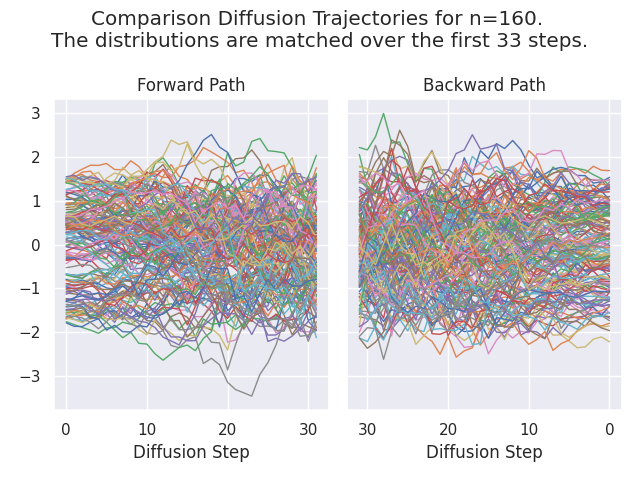 Comparison Diffusion Trajectories for n=160.
The distributions are matched over the first 33 steps.
Forward Path
Backward Path
3
2
1
0
−1
−2
−3
0 10 20 30
30 20 10 0
Diffusion Step
Diffusion Step